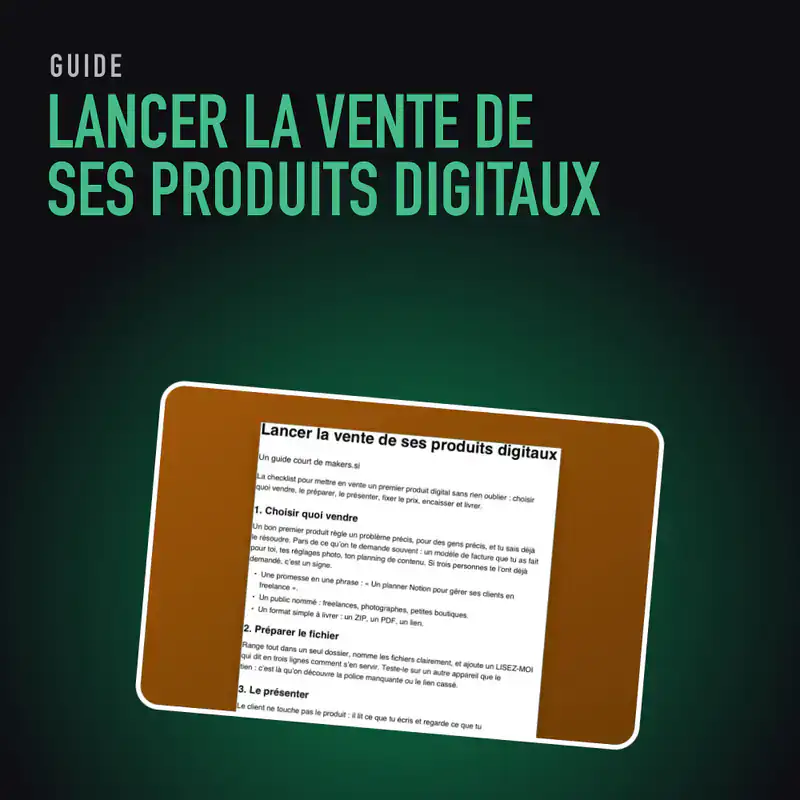 GUIDE
LANCER LA VENTE DE
SES PRODUITS DIGITAUX
Lancer la vente de ses produits digitaux
Un guide court de makers.si
La checklist pour mettre en vente un premier produit digital sans rien oublier : choisir
quoi vendre, le préparer, le présenter, fixer le prix, encaisser et livrer.
1. Choisir quoi vendre
Un bon premier produit règle un problème précis, pour des gens précis, et tu sais déjà
le résoudre. Pars de ce qu'on te demande souvent : un modèle de facture que tu as fait
pour toi, tes réglages photo, ton planning de contenu. Si trois personnes te l'ont déjà
demandé, c'est un signe.
• Une promesse en une phrase : « Un planner Notion pour gérer ses clients en
freelance ».
• Un public nommé : freelances, photographes, petites boutiques.
• Un format simple à livrer : un ZIP, un PDF, un lien.
2. Préparer le fichier
Range tout dans un seul dossier, nomme les fichiers clairement, et ajoute un LISEZ-MOI
qui dit en trois lignes comment s'en servir. Teste-le sur un autre appareil que le
tien : c'est là qu'on découvre la police manquante ou le lien cassé.
3. Le présenter
Le client ne touche pas le produit : il lit ce que tu écris et regarde ce que tu